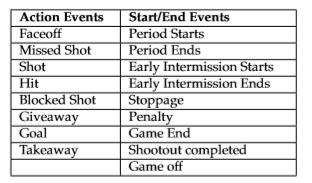 Action Events Start/End Events
Faceoff Period Starts
Missed Shot Period Ends
Shot Early Intermission Starts
Hit Early Intermission Ends
Blocked Shot Stoppage
Giveaway Penalty
Goal Game End
Takeaway Shootout completed
Game off